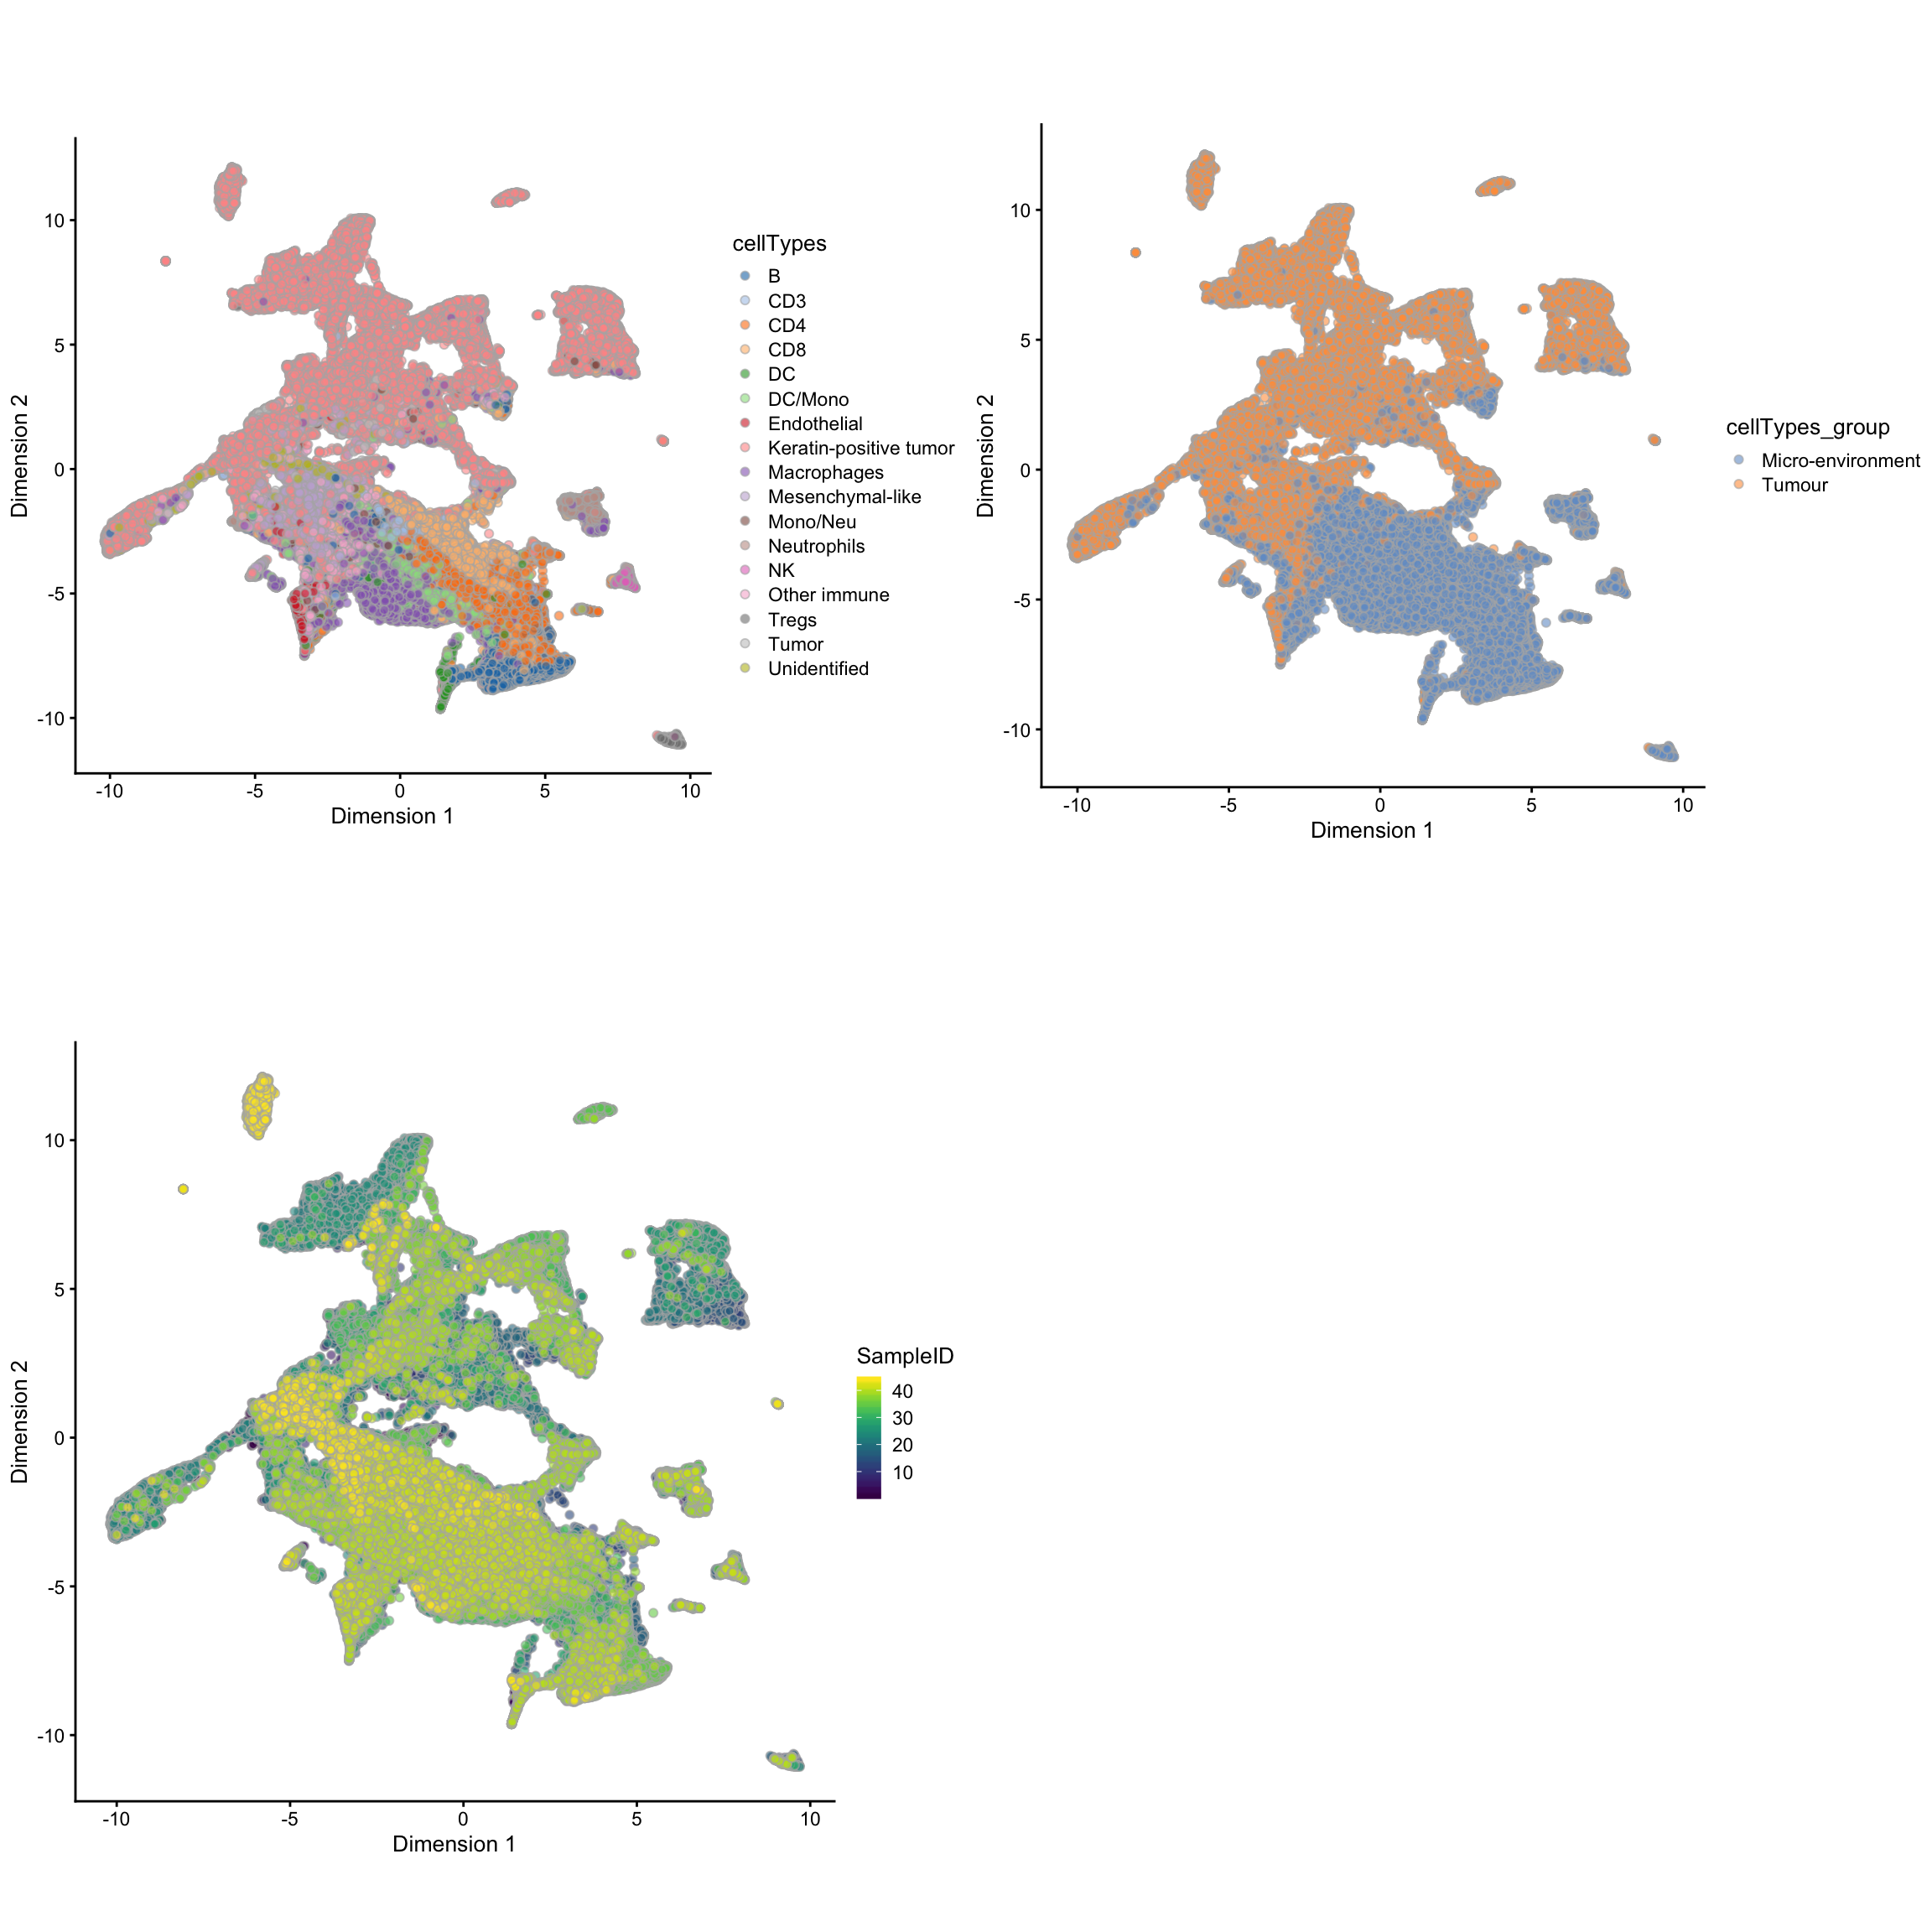 10
5
0
-5
-10
Dimension 2
-10
-5
0
5
10
Dimension 1
cellTypes
B
CD3
CD4
CD8
DC
DC/Mono
Endothelial
Keratin-positive tumor
Macrophages
Mesenchymal-like
Mono/Neu
Neutrophils
NK
Other immune
Tregs
Tumor
Unidentified
10
5
0
-5
-10
Dimension 2
-10
-5
0
5
10
Dimension 1
cellTypes_group
Micro-environment
Tumour
10
5
0
-5
-10
Dimension 2
-10
-5
0
5
10
Dimension 1
SampleID
40
30
20
10